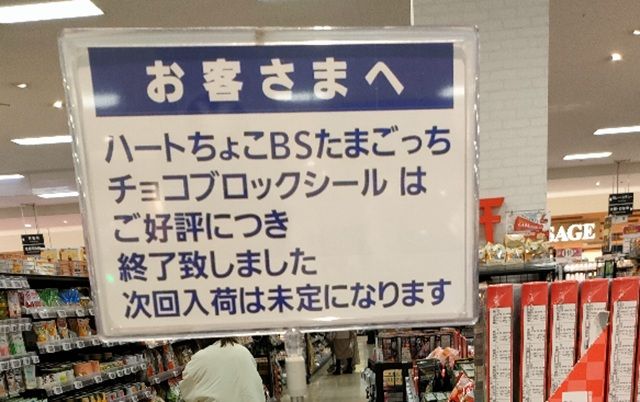 お客さまへ
ハートちょこBSたまごっち
チョコブロックシール は
ご好評につき
終了致しました
次回入荷は未定になります
SAGE